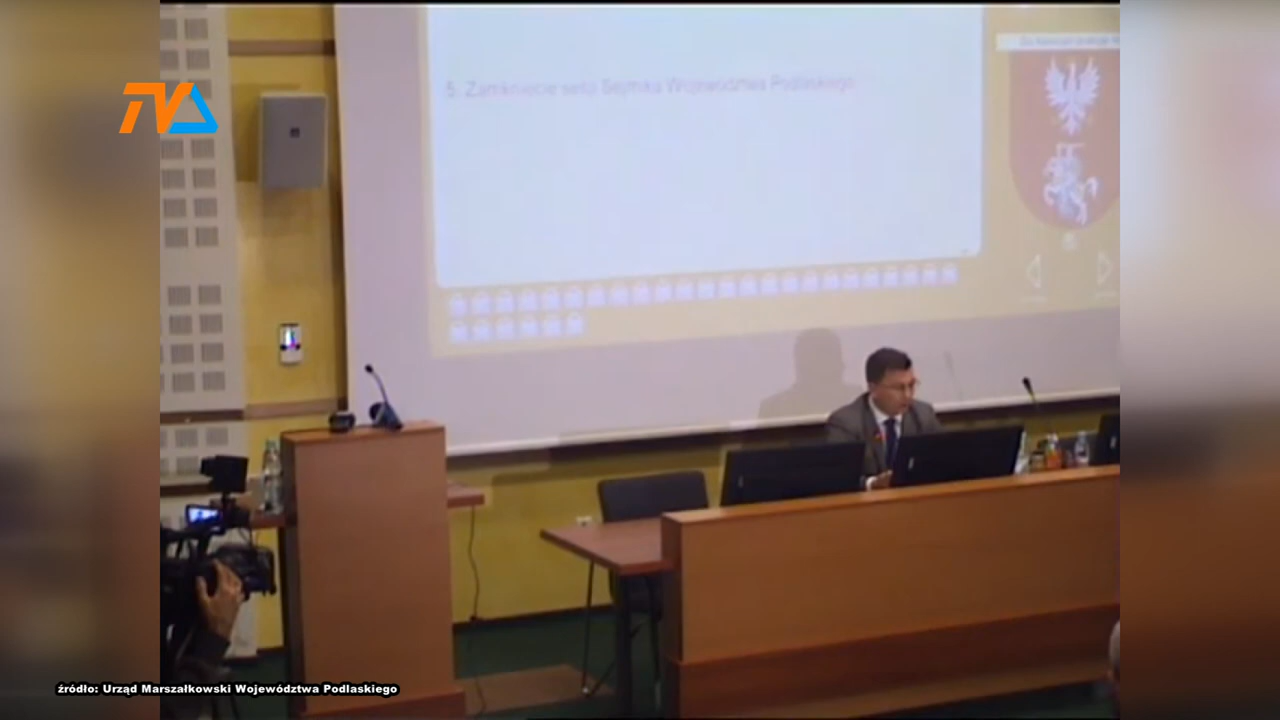 TVA
5. Zamknięcie sesji Sejmiku Województwa Podlaskiego.
źródło: Urząd Marszałkowski Województwa Podlaskiego